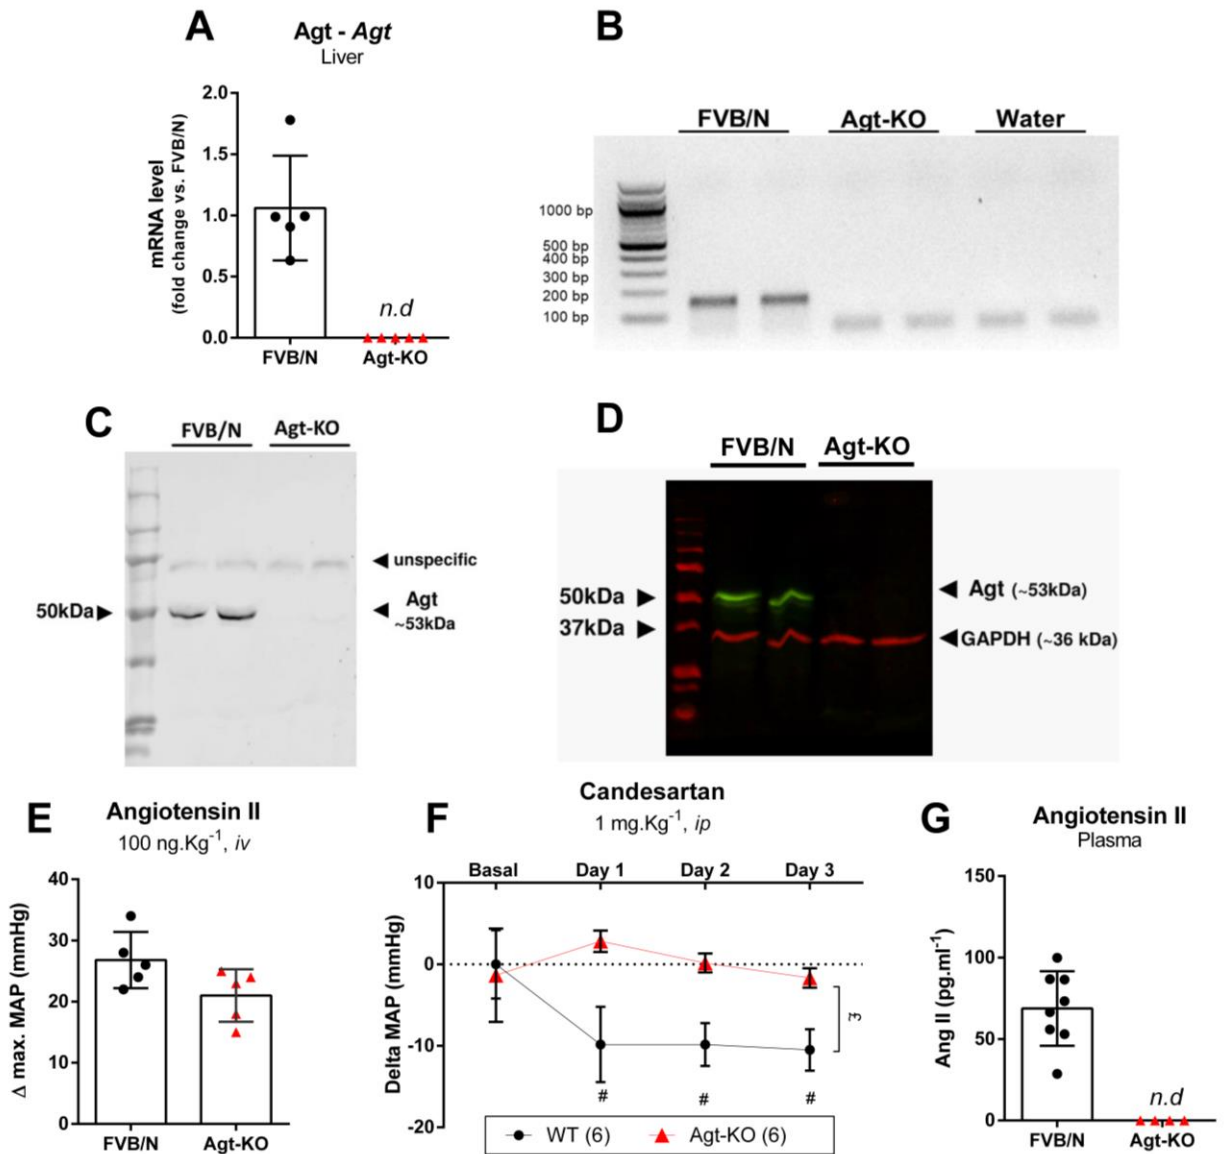 A
Agt - Agt
Liver
mRNA level
(fold change vs. FVB/N)
2.0
1.5
1.0
0.5
0.0
n.d
FVB/N
Agt-KO
B
FVB/N
Agt-KO
Water
1000 bp
500 bp
400 bp
300 bp
200 bp
100 bp
C
FVB/N
Agt-KO
unspecific
50kDa
Agt
~53kDa
D
FVB/N
Agt-KO
50kDa
37kDa
Agt (~53kDa)
GAPDH (~36 kDa)
E
Angiotensin II
100 ng.Kg⁻¹, iv
Δ max. MAP (mmHg)
40
30
20
10
0
FVB/N
Agt-KO
F
Candesartan
1 mg.Kg⁻¹, ip
Basal
Day 1
Day 2
Day 3
Delta MAP (mmHg)
10
0
-10
-20
#
#
#
WT (6)
Agt-KO (6)
G
Angiotensin II
Plasma
Ang II (pg.ml⁻¹)
150
100
50
0
n.d
FVB/N
Agt-KO